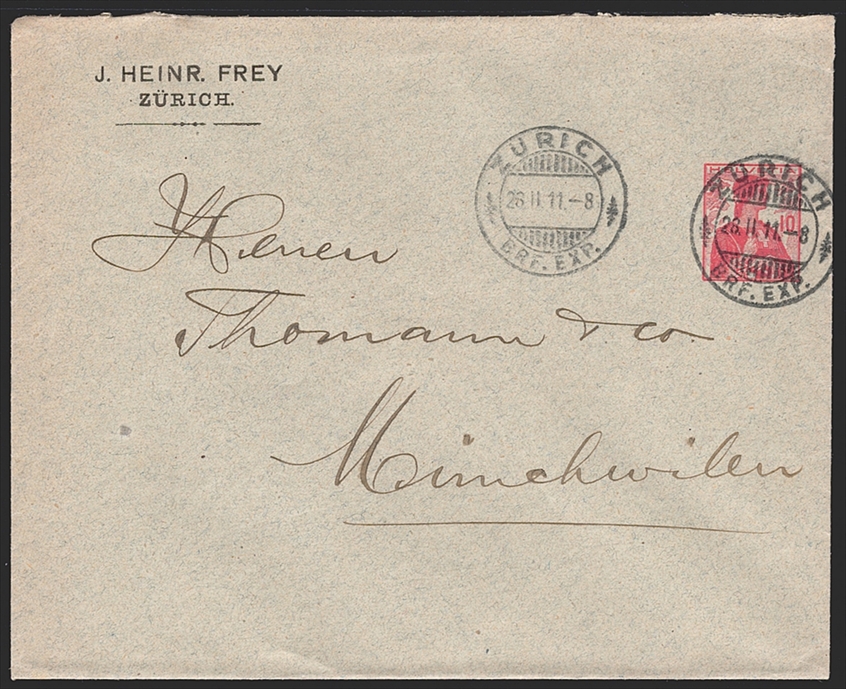 J. HEINR. FREY
ZÜRICH.
ZÜRICH
28.II.11.–8
BRF. EXP.
ZÜRICH
28.II.11.–8
BRF. EXP.
10
Herren
Thomann & Co.
Münchwilen